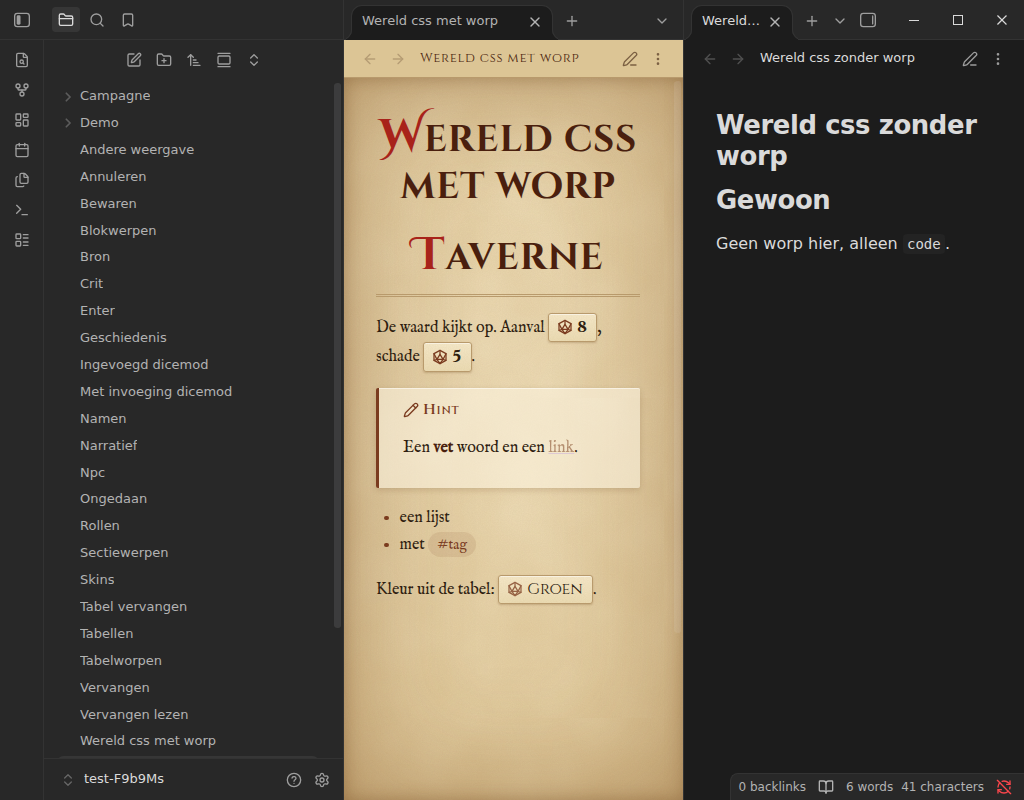 Wereld css met worp
Wereld...
Campagne
Demo
Andere weergave
Annuleren
Bewaren
Blokwerpen
Bron
Crit
Enter
Geschiedenis
Ingevoegd dicemod
Met invoeging dicemod
Namen
Narratief
Npc
Ongedaan
Rollen
Sectiewerpen
Skins
Tabel vervangen
Tabellen
Tabelworpen
Vervangen
Vervangen lezen
Wereld css met worp
test-F9b9Ms
Wereld css met worp
Wereld css
met worp
Taverne
De waard kijkt op. Aanval 8 ,
schade 5 .
Hint
Een vet woord en een link.
een lijst
met #tag
Kleur uit de tabel: Groen .
Wereld css zonder worp
Wereld css zonder
worp
Gewoon
Geen worp hier, alleen code .
0 backlinks 6 words 41 characters